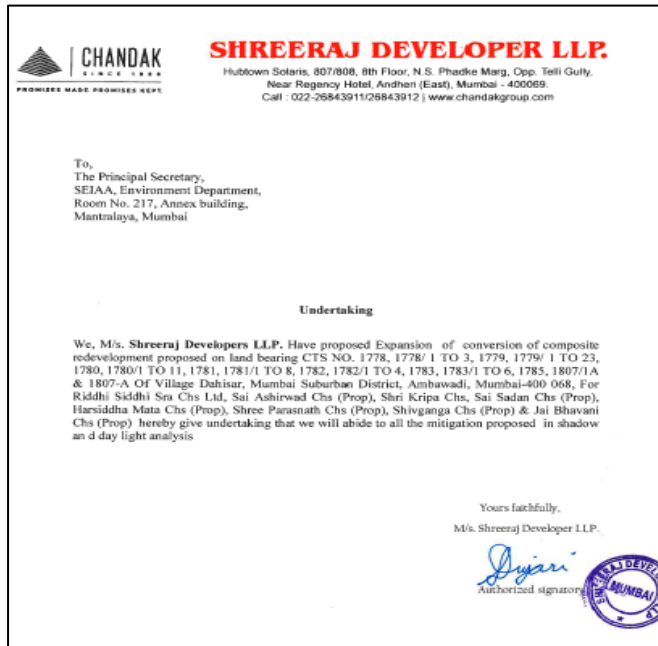 CHANDAK
SINCE 1986
PROMISES MADE PROMISES KEPT.
SHREERAJ DEVELOPER LLP.
Hubtown Solaris, 807/808, 8th Floor, N.S. Phadke Marg, Opp. Telli Gully,
Near Regency Hotel, Andheri (East), Mumbai - 400069.
Call : 022-26843911/26843912 | www.chandakgroup.com
To,
The Principal Secretary,
SEIAA, Environment Department,
Room No. 217, Annex building,
Mantralaya, Mumbai
Undertaking
We, M/s. Shreeraj Developers LLP. Have proposed Expansion of conversion of composite
redevelopment proposed on land bearing CTS NO. 1778, 1778/ 1 TO 3, 1779, 1779/ 1 TO 23,
1780, 1780/1 TO 11, 1781, 1781/1 TO 8, 1782, 1782/1 TO 4, 1783, 1783/1 TO 6, 1785, 1807/1A
& 1807-A Of Village Dahisar, Mumbai Suburban District, Ambawadi, Mumbai-400 068, For
Riddhi Siddhi Sra Chs Ltd, Sai Ashirwad Chs (Prop), Shri Kripa Chs, Sai Sadan Chs (Prop),
Harsiddha Mata Chs (Prop), Shree Parasnath Chs (Prop), Shivganga Chs (Prop) & Jai Bhavani
Chs (Prop) hereby give undertaking that we will abide to all the mitigation proposed in shadow
an d day light analysis
Yours faithfully,
M/s. Shreeraj Developer LLP.
Authorized signatory
MUMBAI